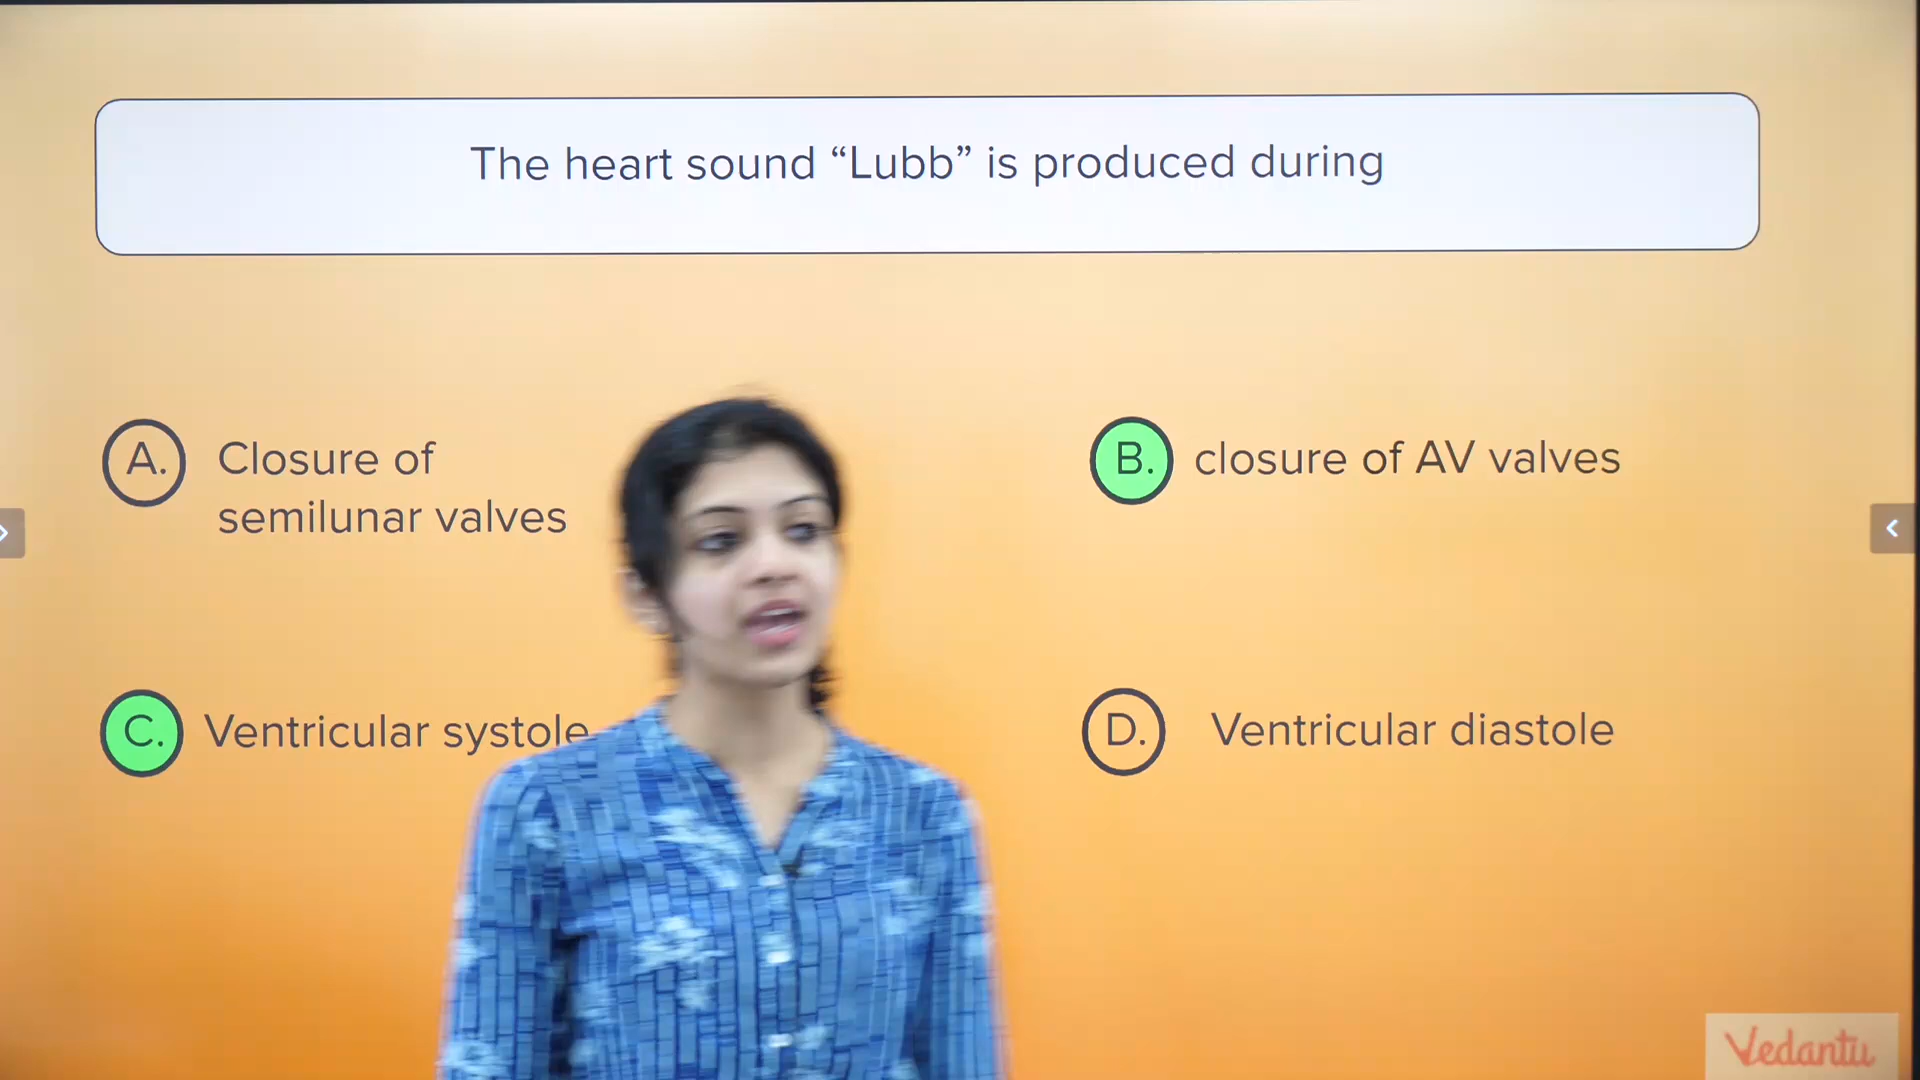 The heart sound “Lubb” is produced during
A. Closure of
semilunar valves
B. closure of AV valves
C. Ventricular systole
D. Ventricular diastole
Vedantu